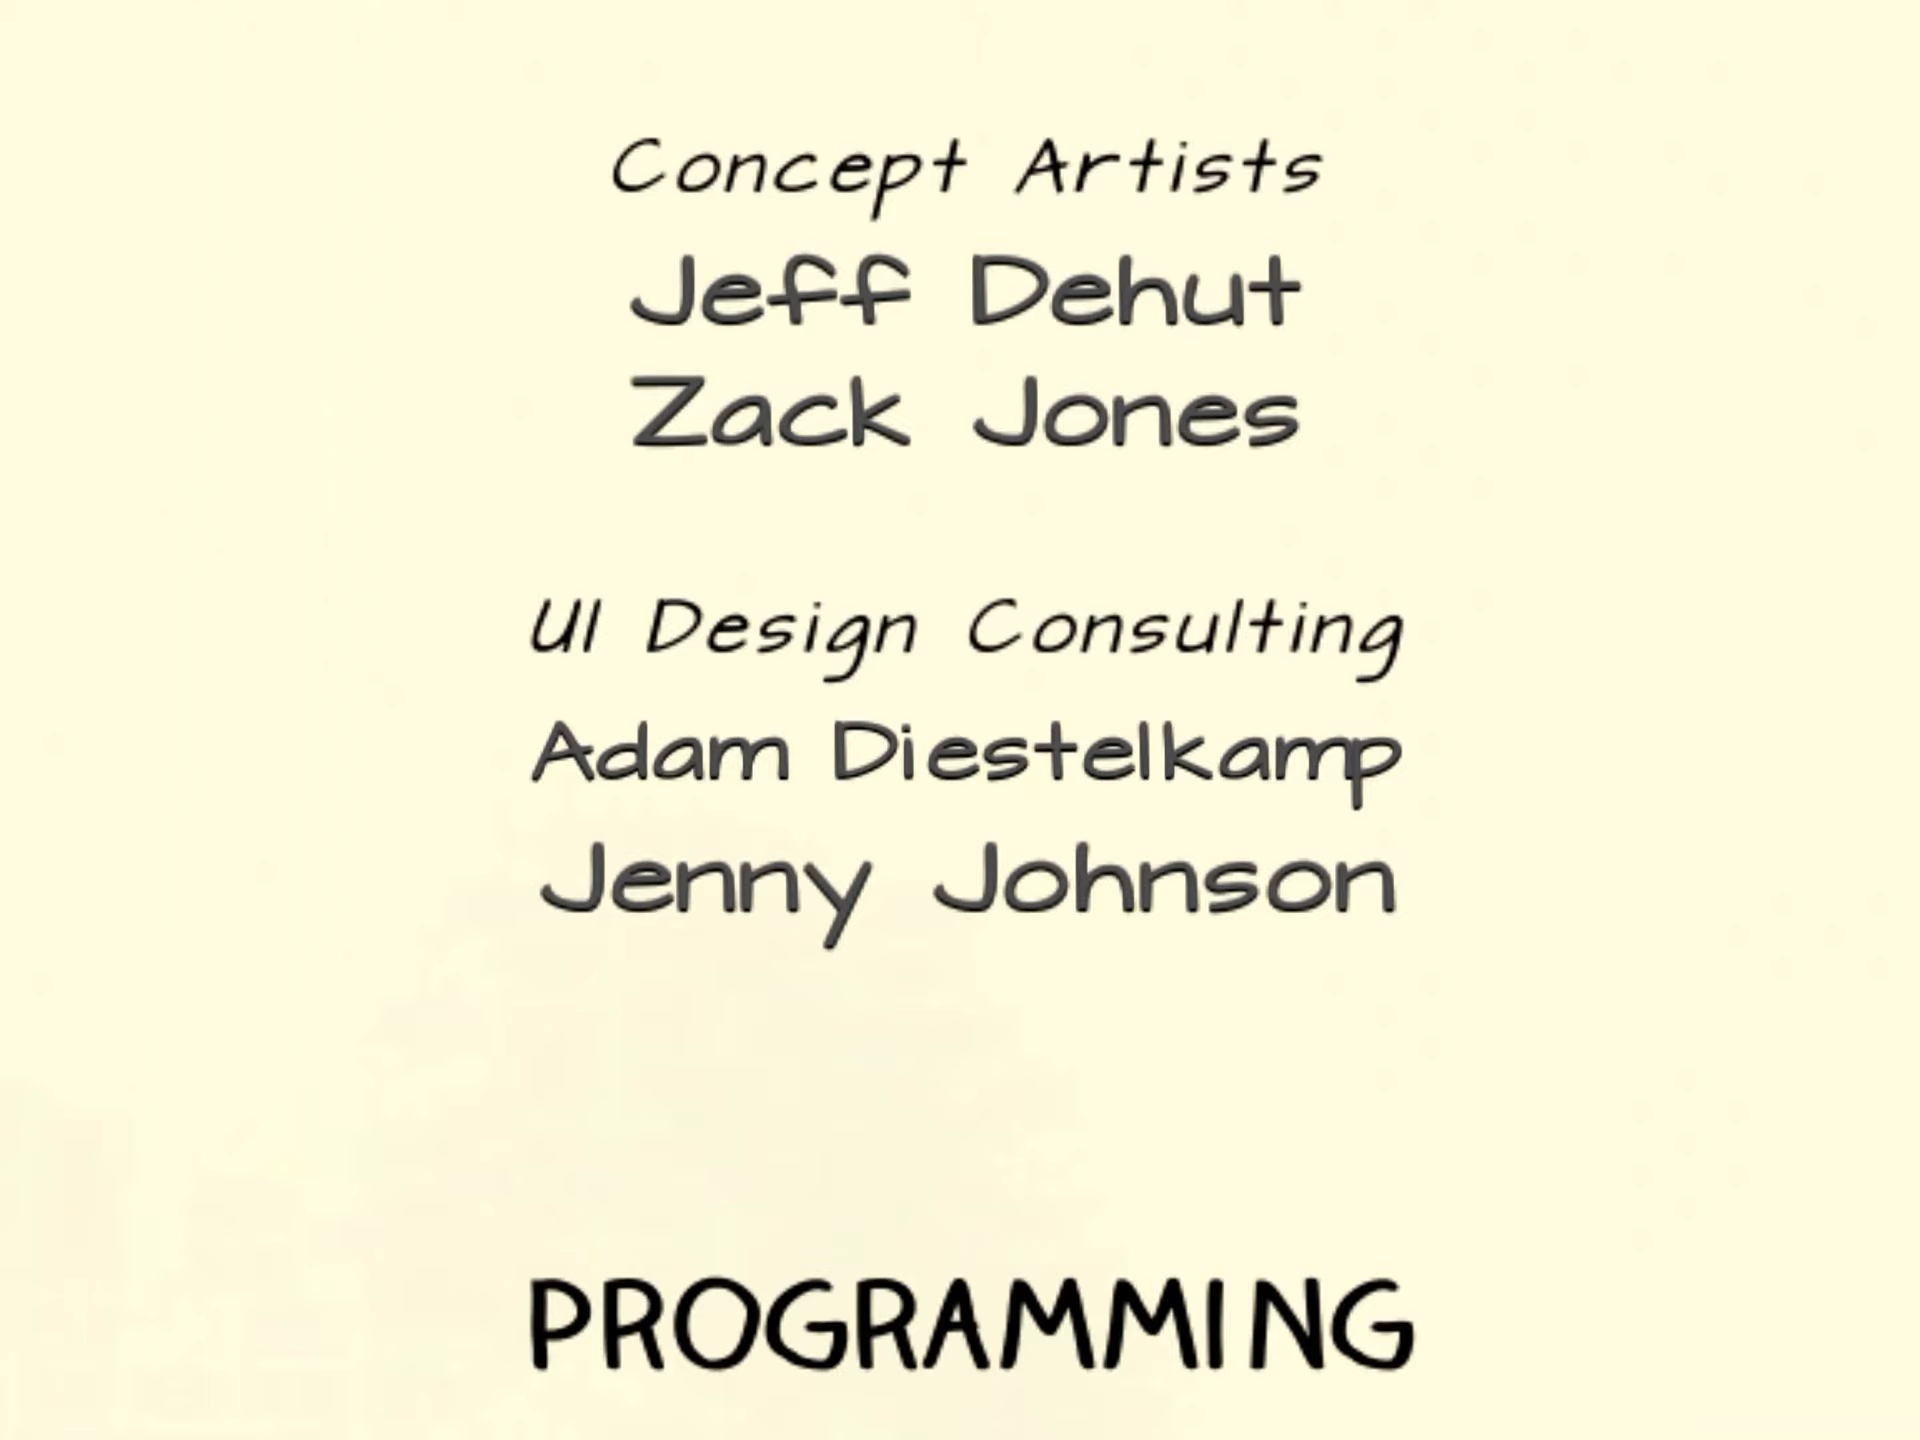 Concept Artists
Jeff Dehut
Zack Jones
UI Design Consulting
Adam Diestelkamp
Jenny Johnson
PROGRAMMING